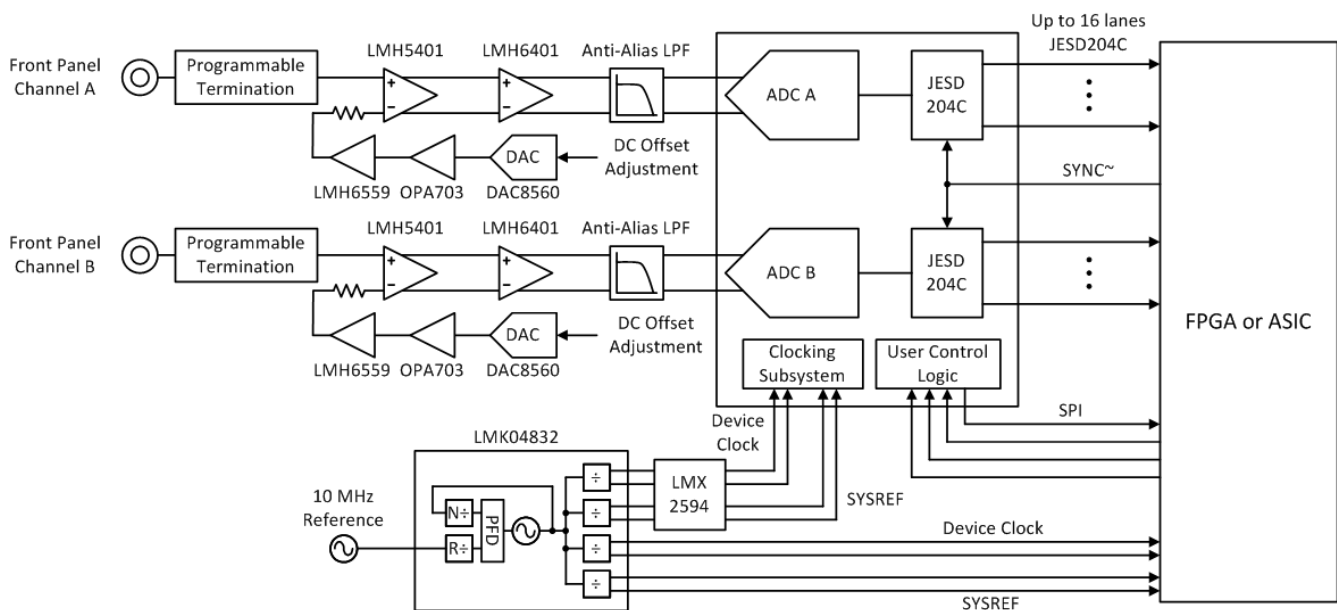 Up to 16 lanes
JESD204C
LMH5401
LMH6401
Anti-Alias LPF
Front Panel
Channel A
Programmable
Termination
+
−
+
−
ADC A
JESD
204C
DAC
DC Offset
Adjustment
LMH6559
OPA703
DAC8560
SYNC~
LMH5401
LMH6401
Anti-Alias LPF
Front Panel
Channel B
Programmable
Termination
+
−
+
−
ADC B
JESD
204C
FPGA or ASIC
DAC
DC Offset
Adjustment
LMH6559
OPA703
DAC8560
Clocking
Subsystem
User Control
Logic
SPI
Device
Clock
LMK04832
10 MHz
Reference
N÷
R÷
PFD
÷
÷
÷
÷
LMX
2594
SYSREF
Device Clock
SYSREF